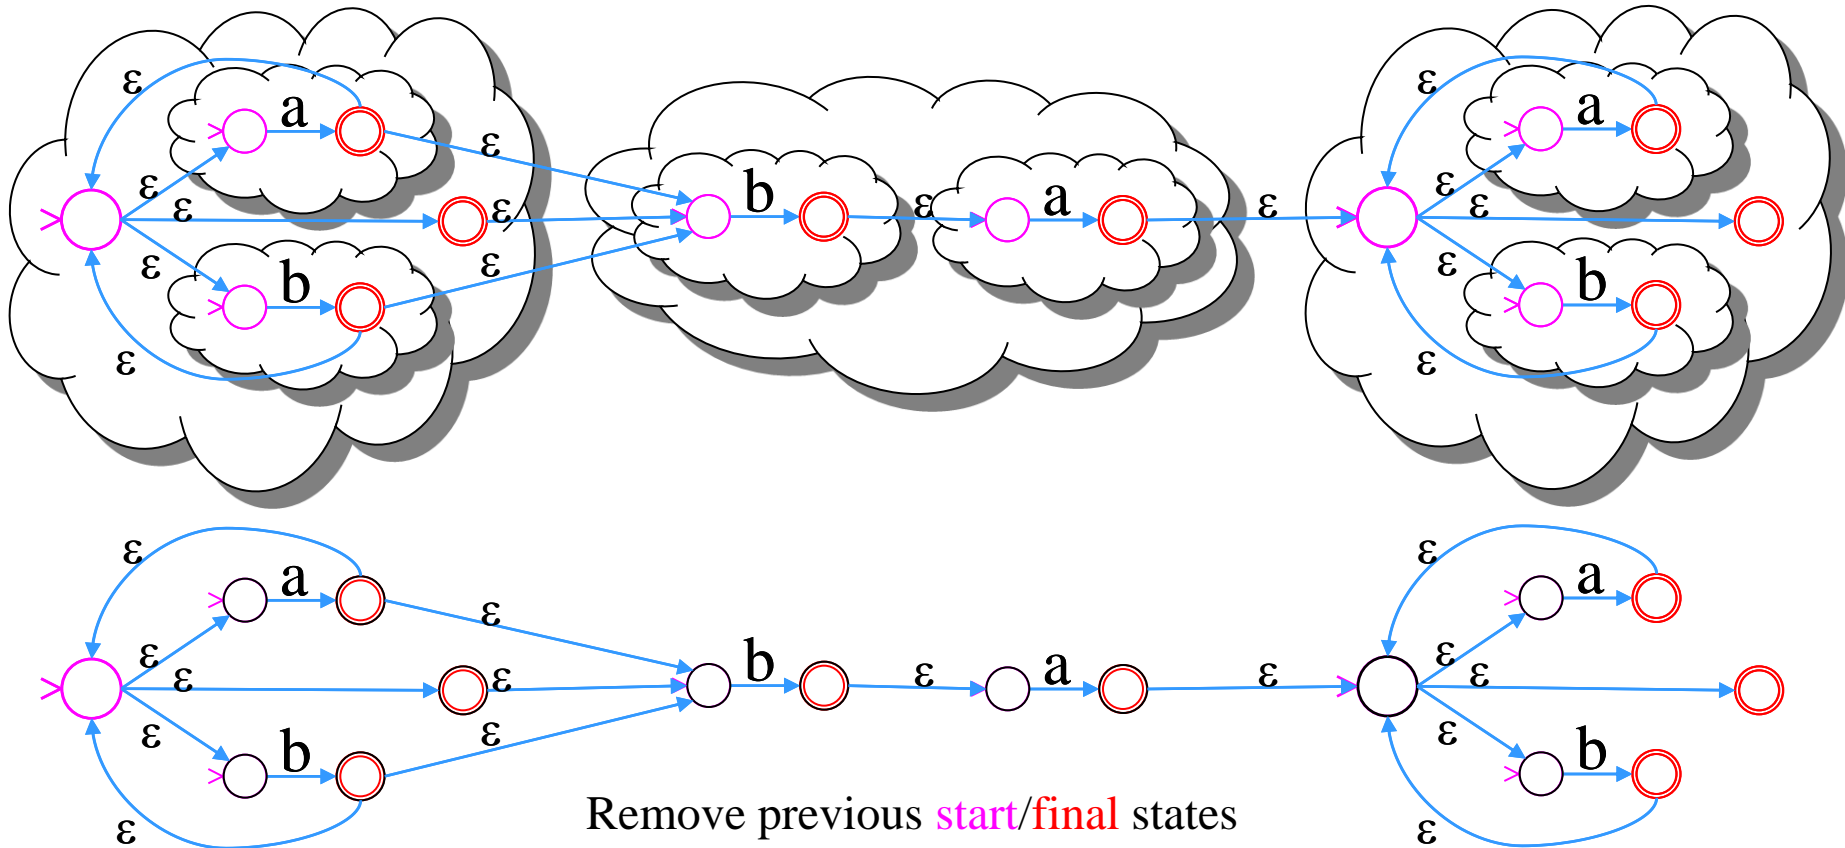 ε a ε a
ε ε b ε a ε ε
ε ε ε ε ε
ε b ε ε b
ε ε
ε a ε a
ε ε
ε ε ε b ε a ε ε ε
ε b ε ε b
ε ε
Remove previous start/final states